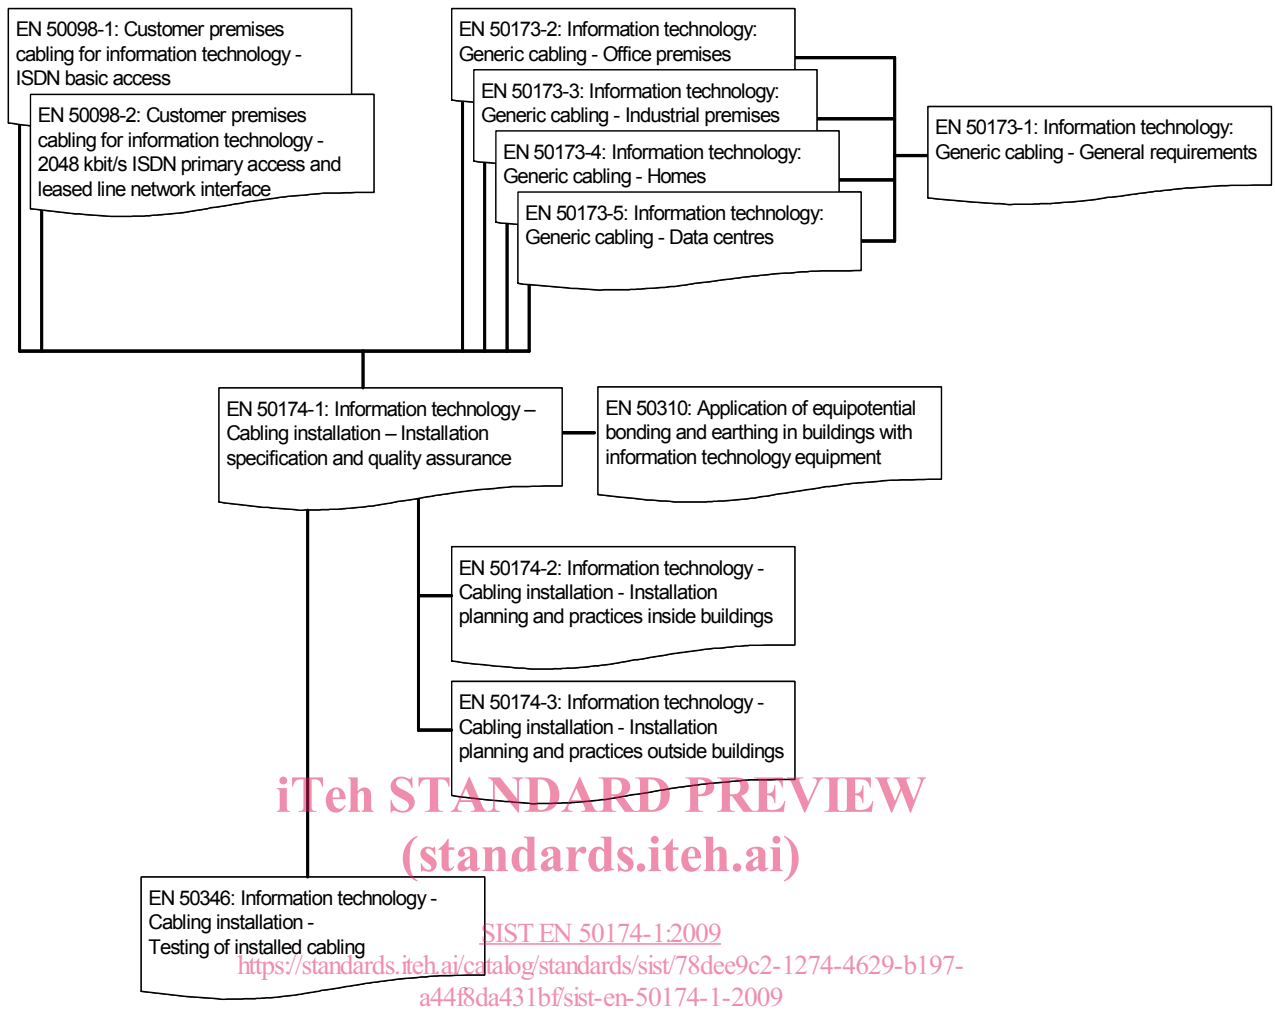 EN 50098-1: Customer premises
cabling for information technology -
ISDN basic access
EN 50098-2: Customer premises
cabling for information technology -
2048 kbit/s ISDN primary access and
leased line network interface
EN 50173-2: Information technology:
Generic cabling - Office premises
EN 50173-3: Information technology:
Generic cabling - Industrial premises
EN 50173-4: Information technology:
Generic cabling - Homes
EN 50173-5: Information technology:
Generic cabling - Data centres
EN 50173-1: Information technology:
Generic cabling - General requirements
EN 50174-1: Information technology –
Cabling installation – Installation
specification and quality assurance
EN 50310: Application of equipotential
bonding and earthing in buildings with
information technology equipment
EN 50174-2: Information technology -
Cabling installation - Installation
planning and practices inside buildings
EN 50174-3: Information technology -
Cabling installation - Installation
planning and practices outside buildings
iTeh STANDARD PREVIEW
(standards.iteh.ai)
EN 50346: Information technology -
Cabling installation -
Testing of installed cabling
SIST EN 50174-1:2009
https://standards.iteh.ai/catalog/standards/sist/78dee9c2-1274-4629-b197-
a44f8da431bf/sist-en-50174-1-2009